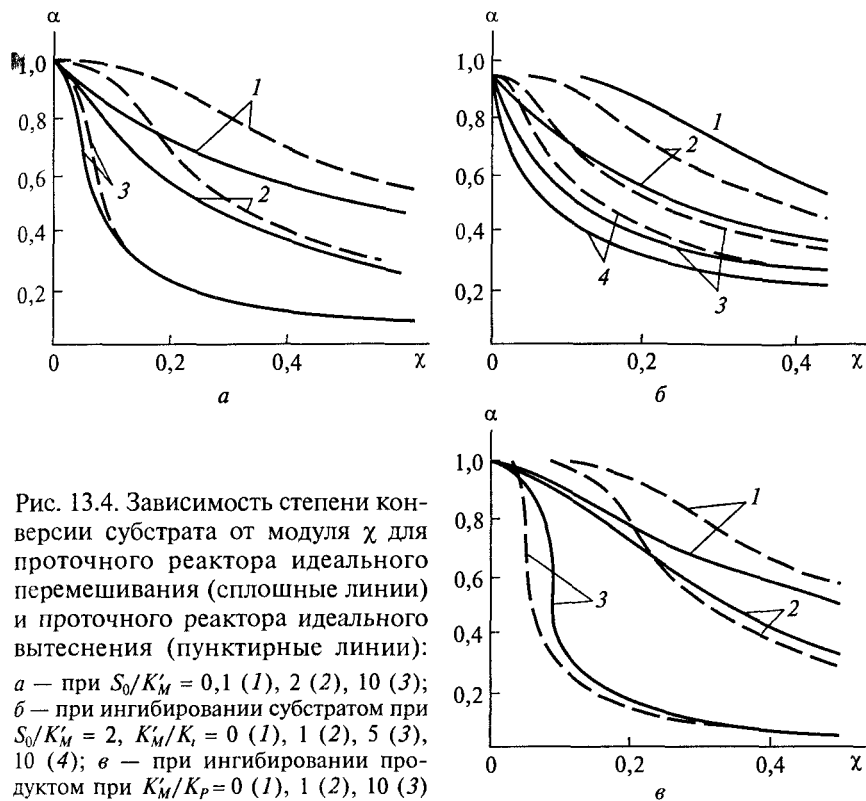 α
1,0
0,8
0,6
0,4
0,2
1
2
3
0 0,2 0,4 χ
а
α
1,0
0,8
0,6
0,4
0,2
1
2
3
4
0 0,2 0,4 χ
б
α
1,0
0,8
0,6
0,4
0,2
1
2
3
0 0,2 0,4 χ
в
Рис. 13.4. Зависимость степени кон-
версии субстрата от модуля χ для
проточного реактора идеального
перемешивания (сплошные линии)
и проточного реактора идеального
вытеснения (пунктирные линии):
а — при S₀/K′M = 0,1 (1), 2 (2), 10 (3);
б — при ингибировании субстратом при
S₀/K′M = 2, K′M/Ki = 0 (1), 1 (2), 5 (3),
10 (4); в — при ингибировании про-
дуктом при K′M/KP = 0 (1), 1 (2), 10 (3)